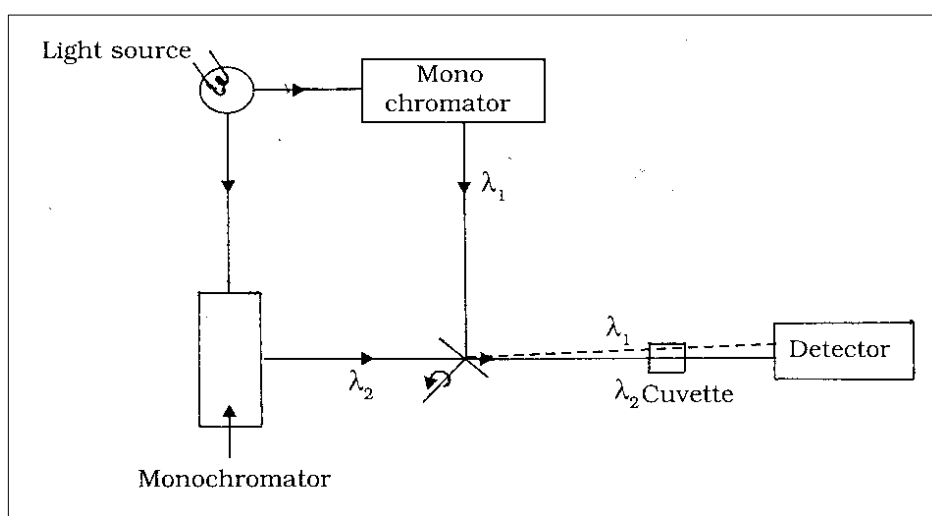 Light source
Mono
chromator
λ₁
λ₁
Detector
λ₂
λ₂ Cuvette
Monochromator